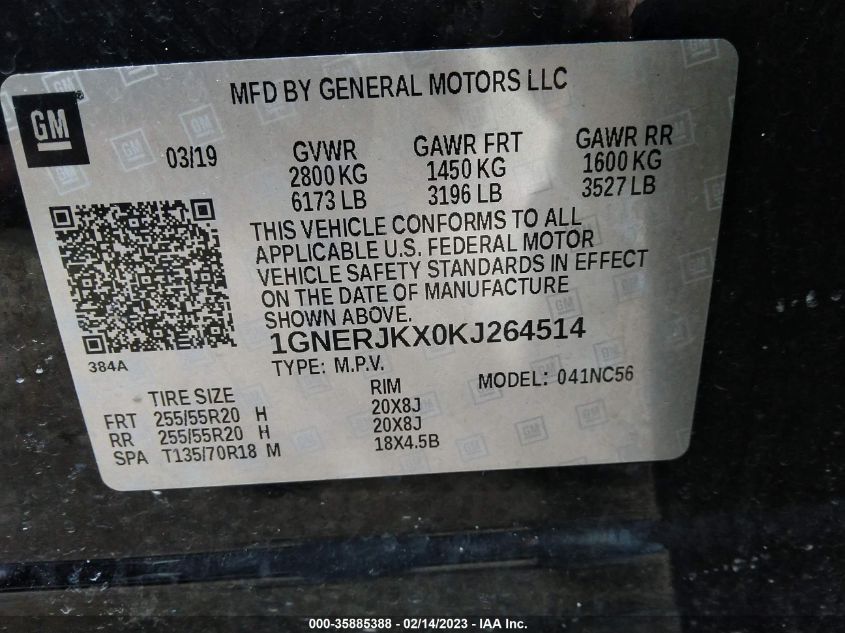 MFD BY GENERAL MOTORS LLC
GM ®
03/19 GVWR GAWR FRT GAWR RR
2800 KG 1450 KG 1600 KG
6173 LB 3196 LB 3527 LB
THIS VEHICLE CONFORMS TO ALL
APPLICABLE U.S. FEDERAL MOTOR
VEHICLE SAFETY STANDARDS IN EFFECT
ON THE DATE OF MANUFACTURE
SHOWN ABOVE.
1GNERJKX0KJ264514
384A
TYPE: M.P.V. MODEL: 041NC56
TIRE SIZE RIM
FRT 255/55R20 H 20X8J
RR 255/55R20 H 20X8J
SPA T135/70R18 M 18X4.5B
000-35885388 - 02/14/2023 - IAA Inc.